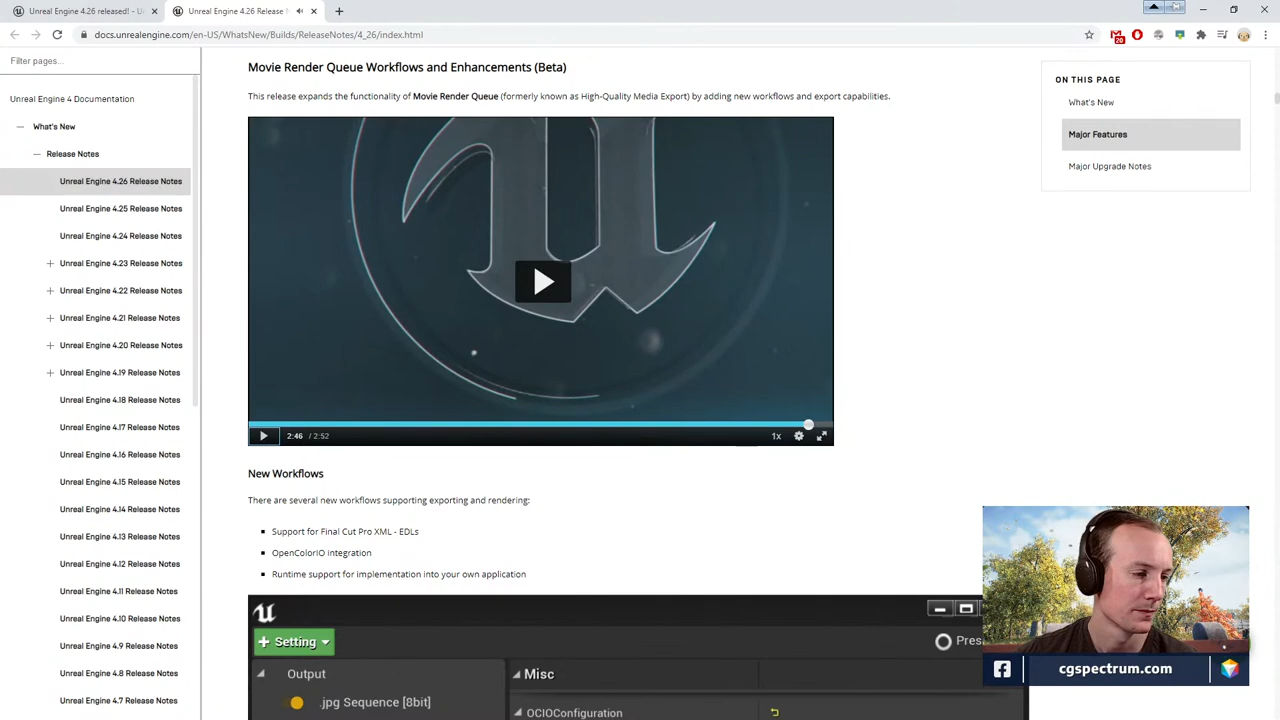 Unreal Engine 4.26 released! - U
Unreal Engine 4.26 Release N
docs.unrealengine.com/en-US/WhatsNew/Builds/ReleaseNotes/4_26/index.html
20
Filter pages...
Unreal Engine 4 Documentation
What's New
Release Notes
Unreal Engine 4.26 Release Notes
Unreal Engine 4.25 Release Notes
Unreal Engine 4.24 Release Notes
Unreal Engine 4.23 Release Notes
Unreal Engine 4.22 Release Notes
Unreal Engine 4.21 Release Notes
Unreal Engine 4.20 Release Notes
Unreal Engine 4.19 Release Notes
Unreal Engine 4.18 Release Notes
Unreal Engine 4.17 Release Notes
Unreal Engine 4.16 Release Notes
Unreal Engine 4.15 Release Notes
Unreal Engine 4.14 Release Notes
Unreal Engine 4.13 Release Notes
Unreal Engine 4.12 Release Notes
Unreal Engine 4.11 Release Notes
Unreal Engine 4.10 Release Notes
Unreal Engine 4.9 Release Notes
Unreal Engine 4.8 Release Notes
Unreal Engine 4.7 Release Notes
Movie Render Queue Workflows and Enhancements (Beta)
This release expands the functionality of Movie Render Queue (formerly known as High-Quality Media Export) by adding new workflows and export capabilities.
2:46 / 2:52
1x
New Workflows
There are several new workflows supporting exporting and rendering:
Support for Final Cut Pro XML - EDLs
OpenColorIO integration
Runtime support for implementation into your own application
+ Setting
Pres
Output
Misc
.jpg Sequence [8bit]
OCIOConfiguration
ON THIS PAGE
What's New
Major Features
Major Upgrade Notes
cgspectrum.com